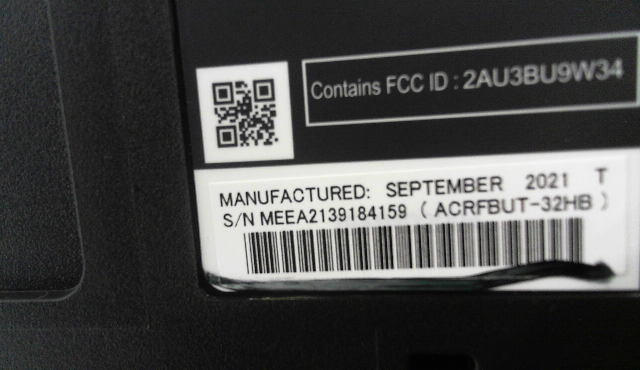 Contains FCC ID : 2AU3BU9W34
MANUFACTURED: SEPTEMBER 2021 T
S/N MEEA2139184159 ( ACRFBUT-32HB )